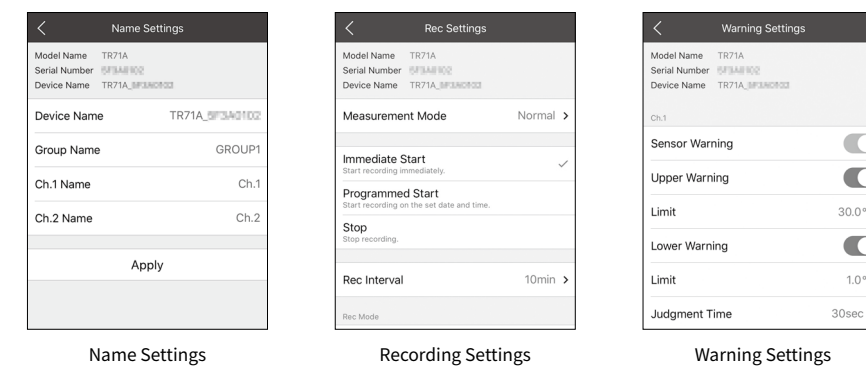 Name Settings
Model Name TR71A
Serial Number
Device Name TR71A_
Device Name TR71A_
Group Name GROUP1
Ch.1 Name Ch.1
Ch.2 Name Ch.2
Apply
Name Settings
Rec Settings
Model Name TR71A
Serial Number
Device Name TR71A_
Measurement Mode Normal >
Immediate Start
Start recording immediately.
Programmed Start
Start recording on the set date and time.
Stop
Stop recording.
Rec Interval 10min >
Rec Mode
Recording Settings
Warning Settings
Model Name TR71A
Serial Number
Device Name TR71A_
Ch.1
Sensor Warning
Upper Warning
Limit 30.0°
Lower Warning
Limit 1.0°
Judgment Time 30sec
Warning Settings